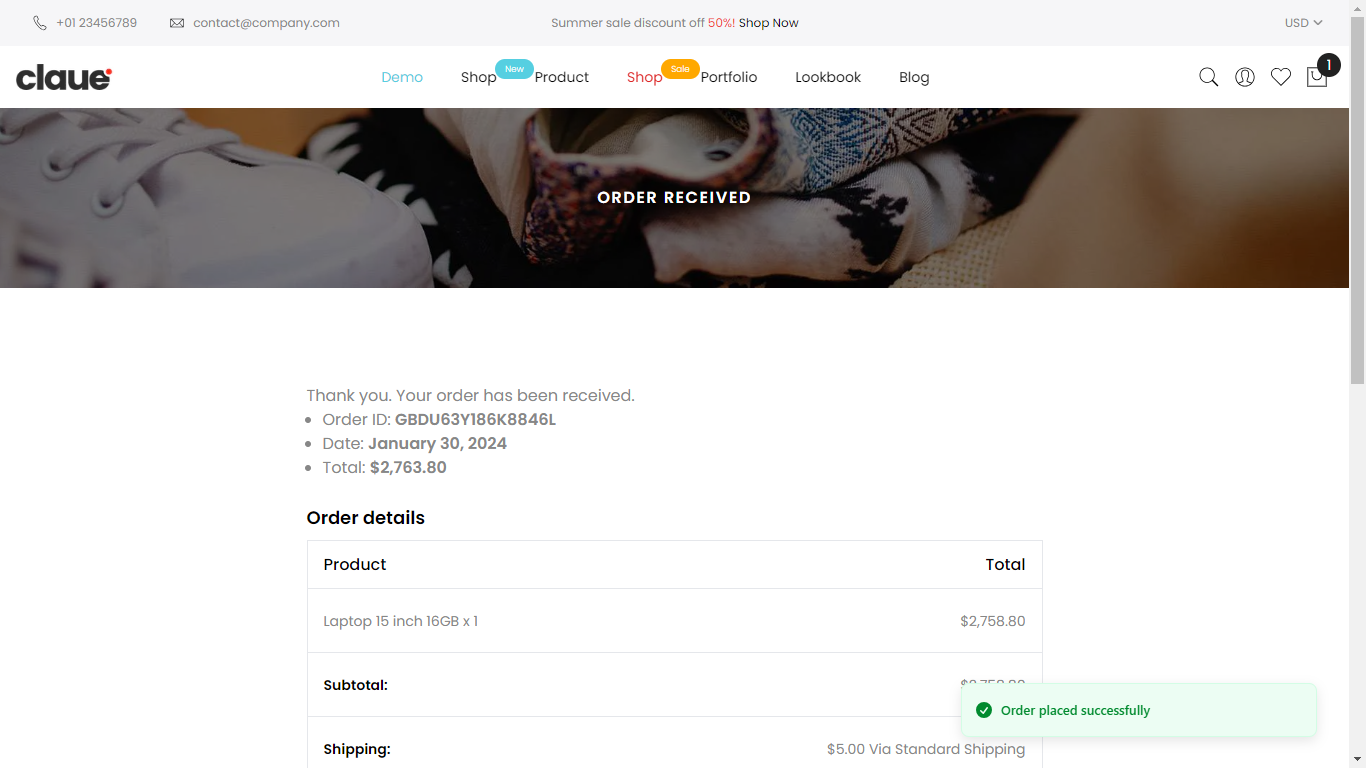 +01 23456789 contact@company.com Summer sale discount off 50%! Shop Now USD
claue Demo Shop New Product Shop Sale Portfolio Lookbook Blog 1
ORDER RECEIVED
Thank you. Your order has been received.
Order ID: GBDU63Y186K8846L
Date: January 30, 2024
Total: $2,763.80
Order details
Product Total
Laptop 15 inch 16GB x 1 $2,758.80
Subtotal:
Order placed successfully
Shipping: $5.00 Via Standard Shipping